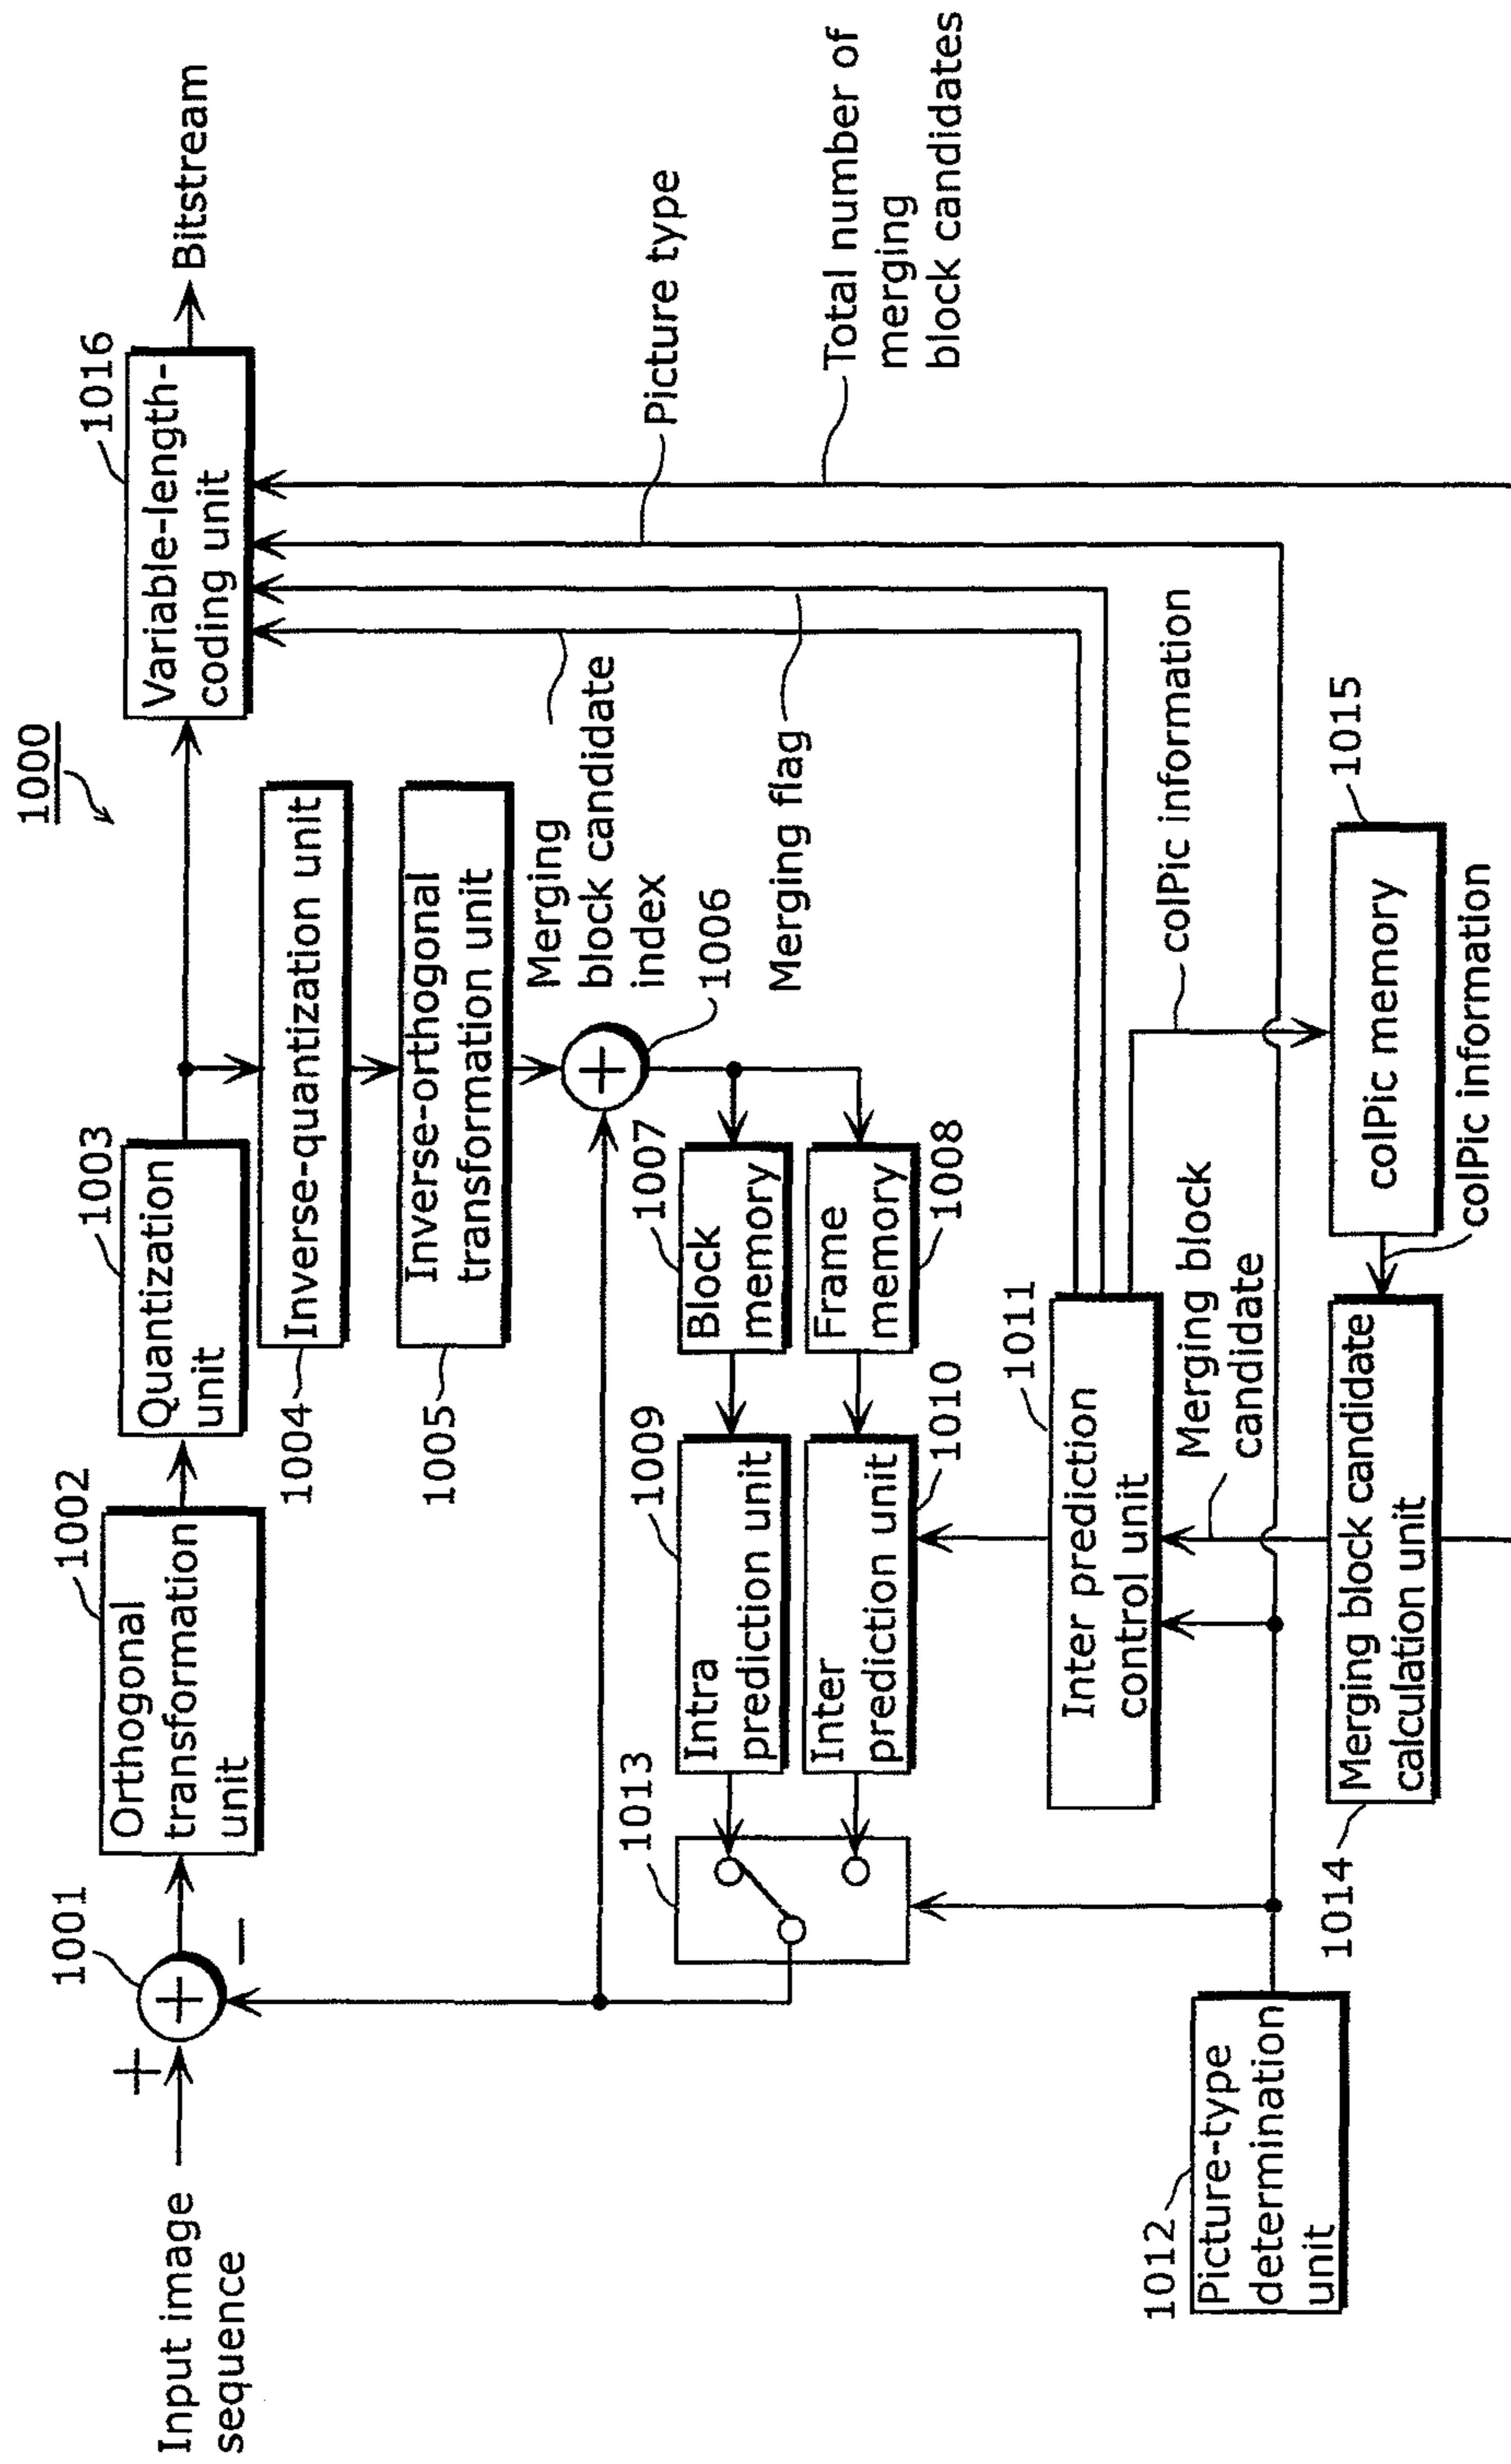 1000
Input image
sequence
+
1001
−
1002
Orthogonal
transformation
unit
1003
Quantization
unit
1016
Variable-length-
coding unit
Bitstream
1004
Inverse-quantization unit
1005
Inverse-orthogonal
transformation unit
Merging
block candidate
index
1006
Merging flag
Picture type
Total number of
merging
block candidates
1007
Block
memory
Frame
memory
1008
1009
Intra
prediction unit
Inter
prediction unit
1010
1013
1011
Inter prediction
control unit
Merging block
candidate
colPic information
1015
colPic memory
colPic information
1014
Merging block candidate
calculation unit
1012
Picture-type
determination
unit